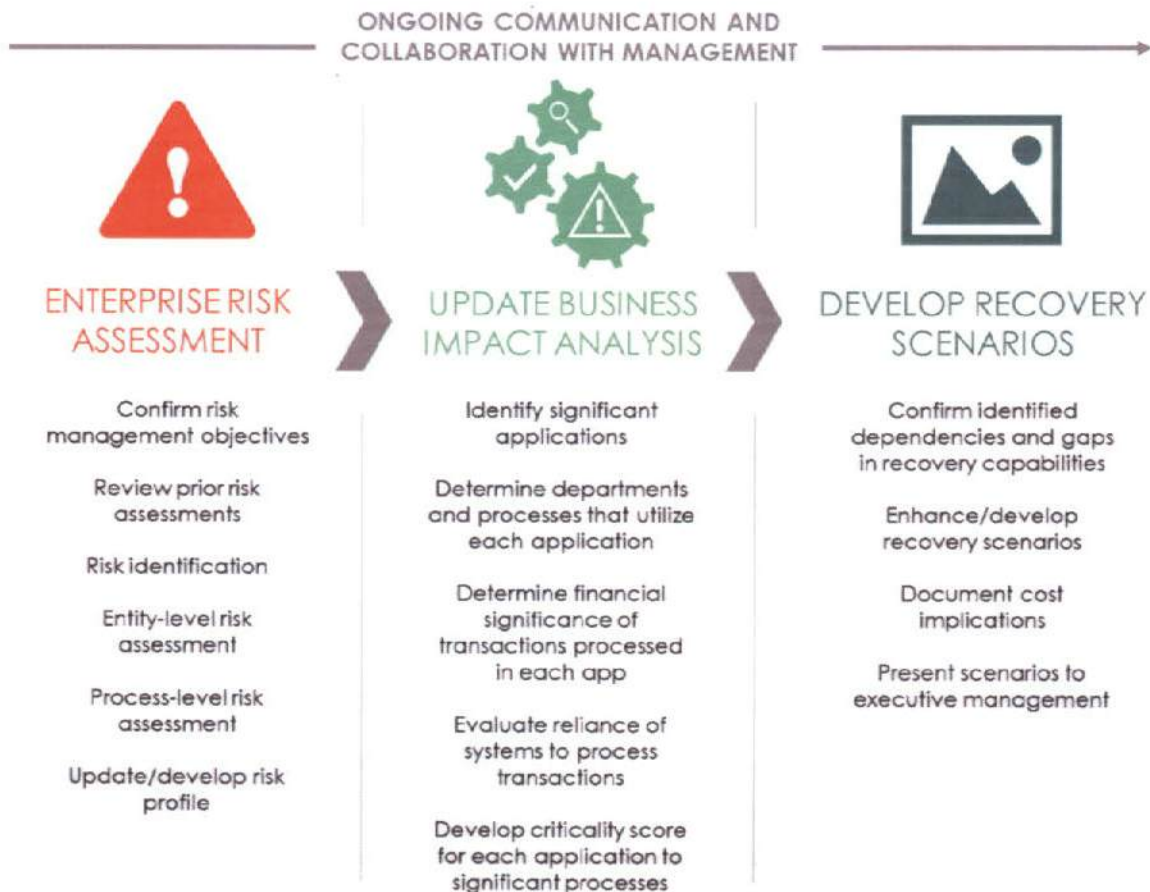 ONGOING COMMUNICATION AND
COLLABORATION WITH MANAGEMENT
ENTERPRISE RISK
ASSESSMENT
Confirm risk
management objectives
Review prior risk
assessments
Risk identification
Entity-level risk
assessment
Process-level risk
assessment
Update/develop risk
profile
UPDATE BUSINESS
IMPACT ANALYSIS
Identify significant
applications
Determine departments
and processes that utilize
each application
Determine financial
significance of
transactions processed
in each app
Evaluate reliance of
systems to process
transactions
Develop criticality score
for each application to
significant processes
DEVELOP RECOVERY
SCENARIOS
Confirm identified
dependencies and gaps
in recovery capabilities
Enhance/develop
recovery scenarios
Document cost
implications
Present scenarios to
executive management